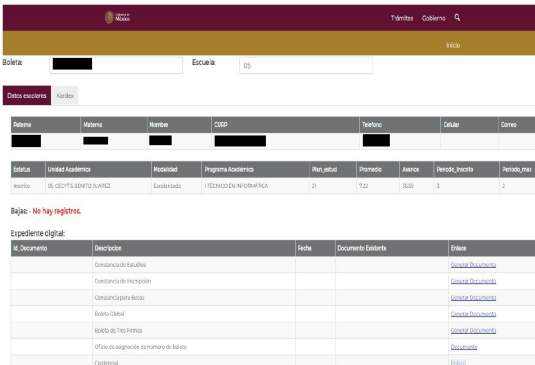 Gobierno de
México
Trámites Gobierno
Inicio
Boleta:
Escuela: 05
Datos escolares Kardex
Paterno Materno Nombre CURP Telefono Celular Correo
Estatus Unidad Académica Modalidad Programa Académico Plan_estud Promedio Avance Periodo_Inscrito Periodo_max
Inscrito 05 CECYT 5 BENITO JUAREZ Escolarizada TÉCNICO EN INFORMÁTICA 21 7.22 3 2
Bajas: - No hay registros.
Expediente digital:
Id_Documento Descripcion Fecha Documento Existente Enlace
Constancia de Estudios Generar Documento
Constancia de Inscripción Generar Documento
Constancia para Becas Generar Documento
Boleta Global Generar Documento
Boleta de Tres Firmas Generar Documento
Oficio de asignación de número de boleta Documento
Credencial Enlace